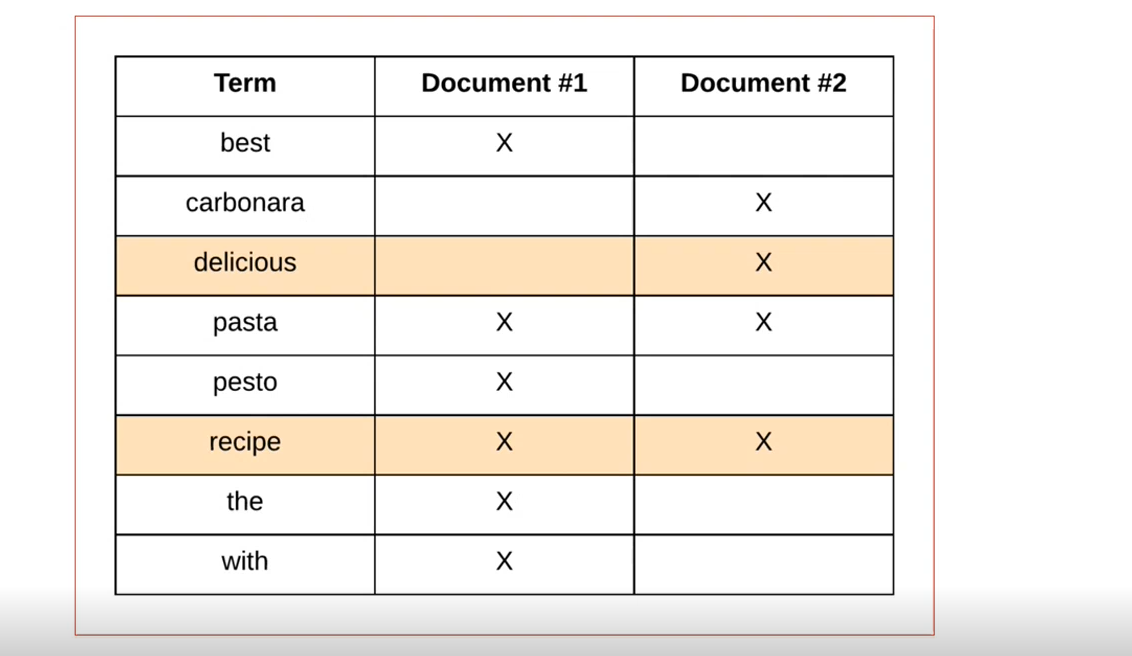 Term Document #1 Document #2
best X
carbonara X
delicious X
pasta X X
pesto X
recipe X X
the X
with X